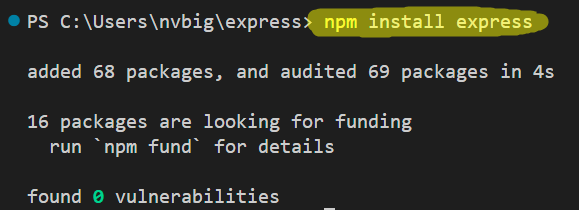 PS C:\Users\nvbig\express> npm install express
added 68 packages, and audited 69 packages in 4s
16 packages are looking for funding
run `npm fund` for details
found 0 vulnerabilities